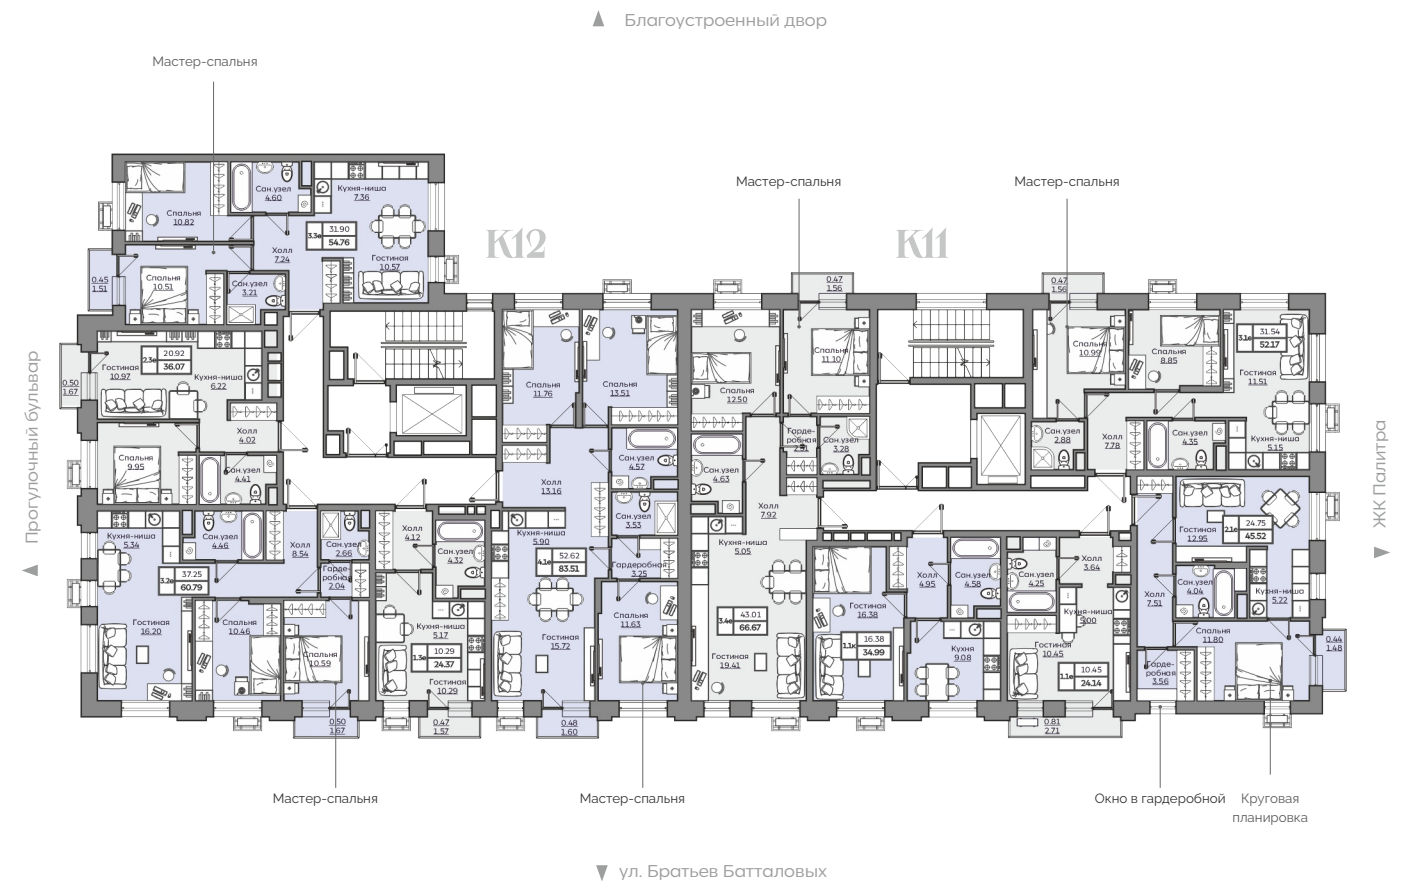 Благоустроенный двор
Мастер-спальня
Мастер-спальня
Мастер-спальня
К12
К11
Прогулочный бульвар
ЖК Палитра
Спальня
10.82
Сан.узел
4.60
Кухня-ниша
7.36
3.3е
31.90
54.76
Холл
7.24
Гостиная
10.57
0.45
1.51
Спальня
10.51
Сан.узел
3.21
2.3е
20.92
36.07
Гостиная
10.97
Кухня-ниша
6.22
0.50
1.67
Холл
4.02
Спальня
9.95
Сан.узел
4.41
Кухня-ниша
5.34
Сан.узел
4.46
Холл
8.54
Сан.узел
2.66
Гарде-
робная
2.04
3.2е
37.25
60.79
Гостиная
16.20
Спальня
10.46
Спальня
10.59
0.50
1.67
Холл
4.12
Сан.узел
4.32
Кухня-ниша
5.17
1.3е
10.29
24.37
Гостиная
10.29
0.47
1.57
Спальня
11.76
Спальня
13.51
Сан.узел
4.57
Холл
13.16
Сан.узел
3.53
Кухня-ниша
5.90
4.1е
52.62
83.51
Гардеробная
3.25
Спальня
11.63
Гостиная
15.72
0.48
1.60
0.47
1.56
Спальня
12.50
Спальня
11.10
Гарде-
робная
2.91
Сан.узел
3.28
Сан.узел
4.63
Холл
7.92
Кухня-ниша
5.05
3.4е
43.01
66.67
Гостиная
19.41
Гостиная
16.38
1.1к
16.38
34.99
Холл
4.95
Сан.узел
4.58
Кухня
9.08
Сан.узел
4.25
Холл
3.64
Кухня-ниша
5.00
Гостиная
10.45
1.1е
10.45
24.14
0.81
2.71
0.47
1.56
Спальня
10.99
Спальня
8.85
3.1е
31.54
52.17
Гостиная
11.51
Сан.узел
2.88
Холл
7.78
Сан.узел
4.35
Кухня-ниша
5.15
Гостиная
12.95
2.1е
24.75
45.52
Сан.узел
4.04
Кухня-ниша
5.22
Холл
7.51
Спальня
11.80
Гарде-
робная
3.56
0.44
1.48
Мастер-спальня
Мастер-спальня
Окно в гардеробной
Круговая
планировка
ул. Братьев Батталовых